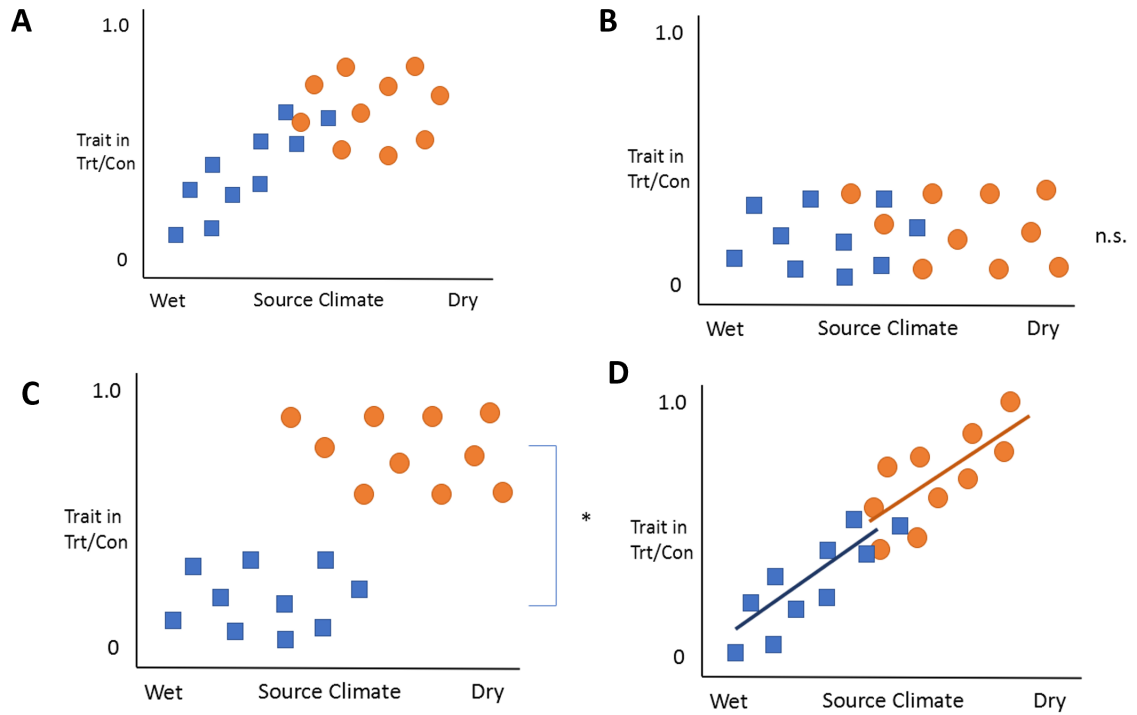 A
1.0
Trait in
Trt/Con
0
Wet Source Climate Dry
B
1.0
Trait in
Trt/Con
n.s.
0
Wet Source Climate Dry
C
1.0
Trait in
Trt/Con
*
0
Wet Source Climate Dry
D
1.0
Trait in
Trt/Con
0
Wet Source Climate Dry